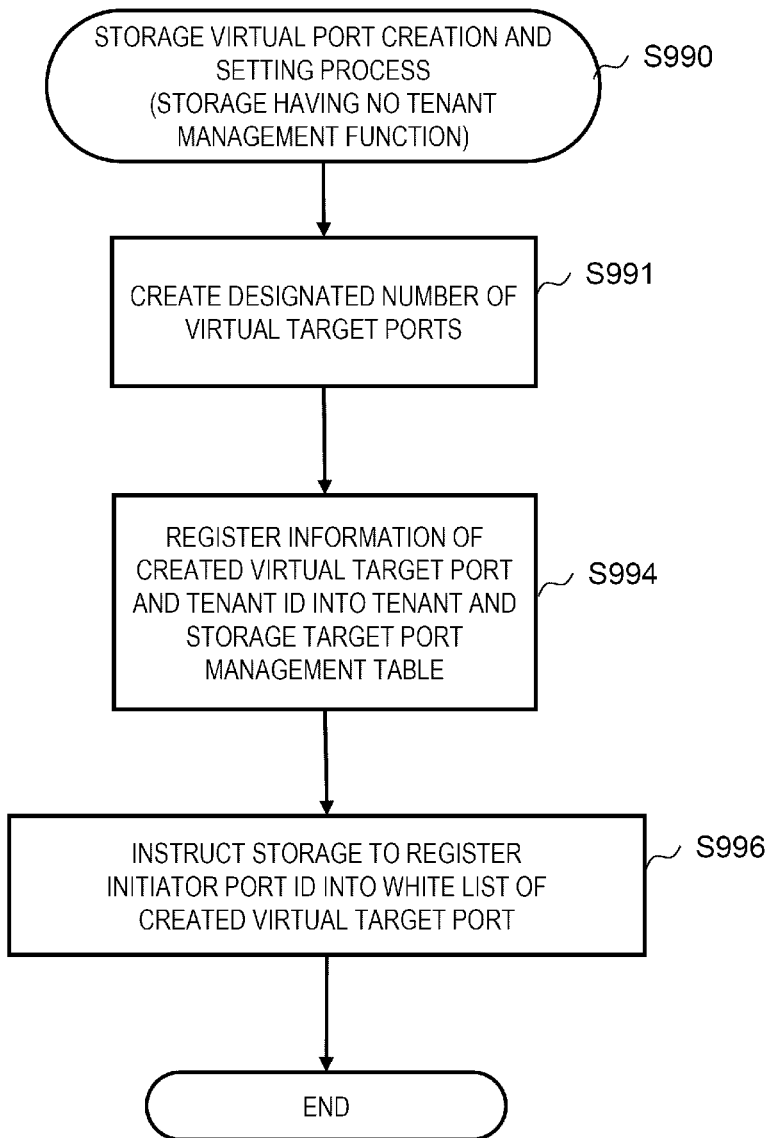 STORAGE VIRTUAL PORT CREATION AND
SETTING PROCESS
(STORAGE HAVING NO TENANT
MANAGEMENT FUNCTION)
S990
CREATE DESIGNATED NUMBER OF
VIRTUAL TARGET PORTS
S991
REGISTER INFORMATION OF
CREATED VIRTUAL TARGET PORT
AND TENANT ID INTO TENANT AND
STORAGE TARGET PORT
MANAGEMENT TABLE
S994
INSTRUCT STORAGE TO REGISTER
INITIATOR PORT ID INTO WHITE LIST OF
CREATED VIRTUAL TARGET PORT
S996
END